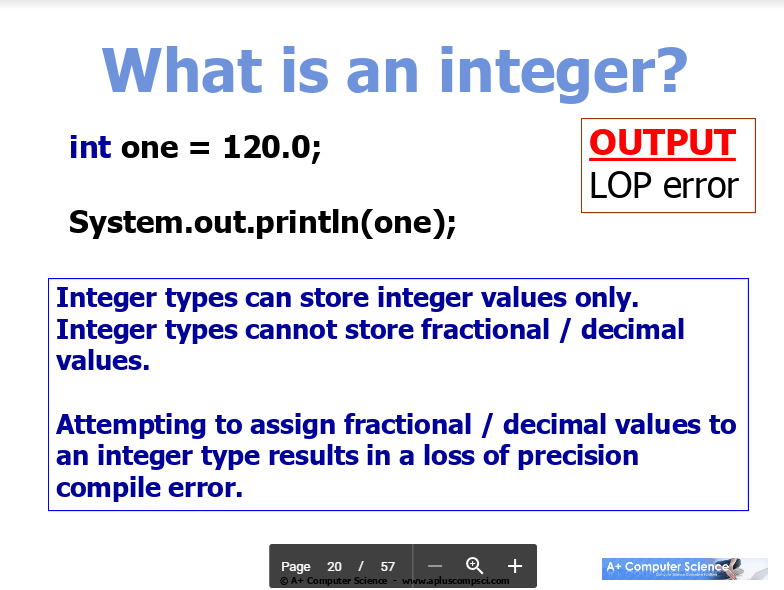 What is an integer?
int one = 120.0;
OUTPUT
LOP error
System.out.println(one);
Integer types can store integer values only.
Integer types cannot store fractional / decimal
values.
Attempting to assign fractional / decimal values to
an integer type results in a loss of precision
compile error.
Page 20 / 57
© A+ Computer Science - www.apluscompsci.com
A+ Computer Science